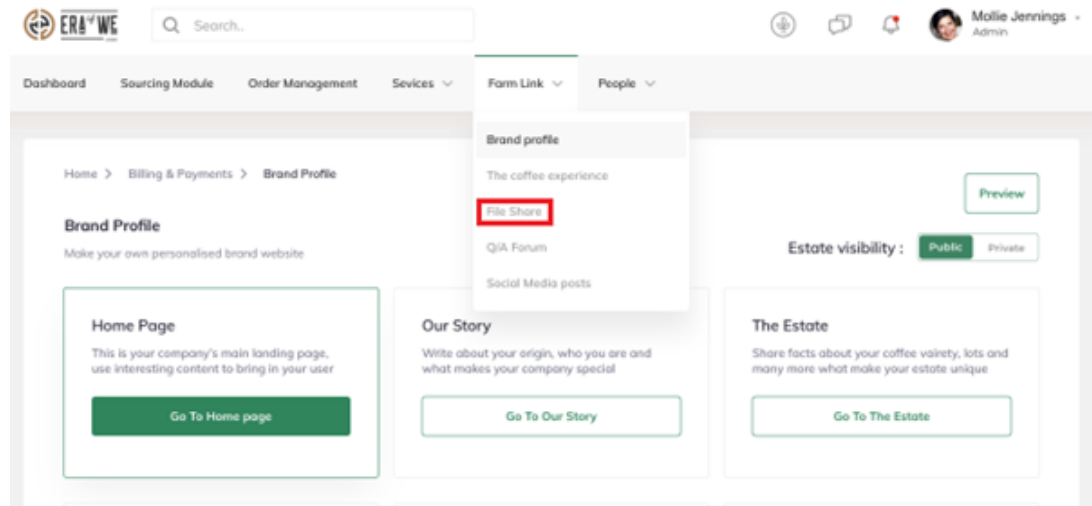 ERA OF WE
Search..
Mollie Jennings
Admin
Dashboard Sourcing Module Order Management Sevices Farm Link People
Brand profile
The coffee experience
File Share
Q/A Forum
Social Media posts
Home > Billing & Payments > Brand Profile
Preview
Brand Profile
Make your own personalised brand website
Estate visibility : Public Private
Home Page
This is your company's main landing page,
use interesting content to bring in your user
Go To Home page
Our Story
Write about your origin, who you are and
what makes your company special
Go To Our Story
The Estate
Share facts about your coffee vairety, lots and
many more what make your estate unique
Go To The Estate